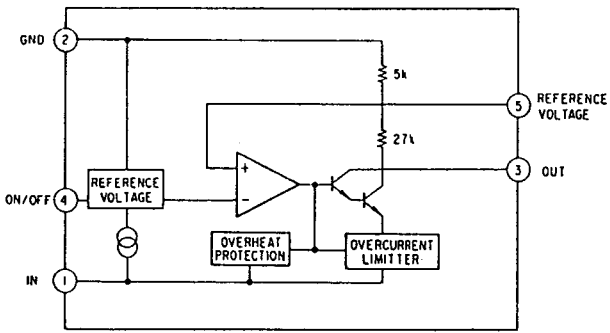 GND 2
5k
5 REFERENCE
VOLTAGE
27k
+
3 OUT
REFERENCE
VOLTAGE
ON/OFF 4
-
OVERHEAT
PROTECTION
OVERCURRENT
LIMITTER
IN 1